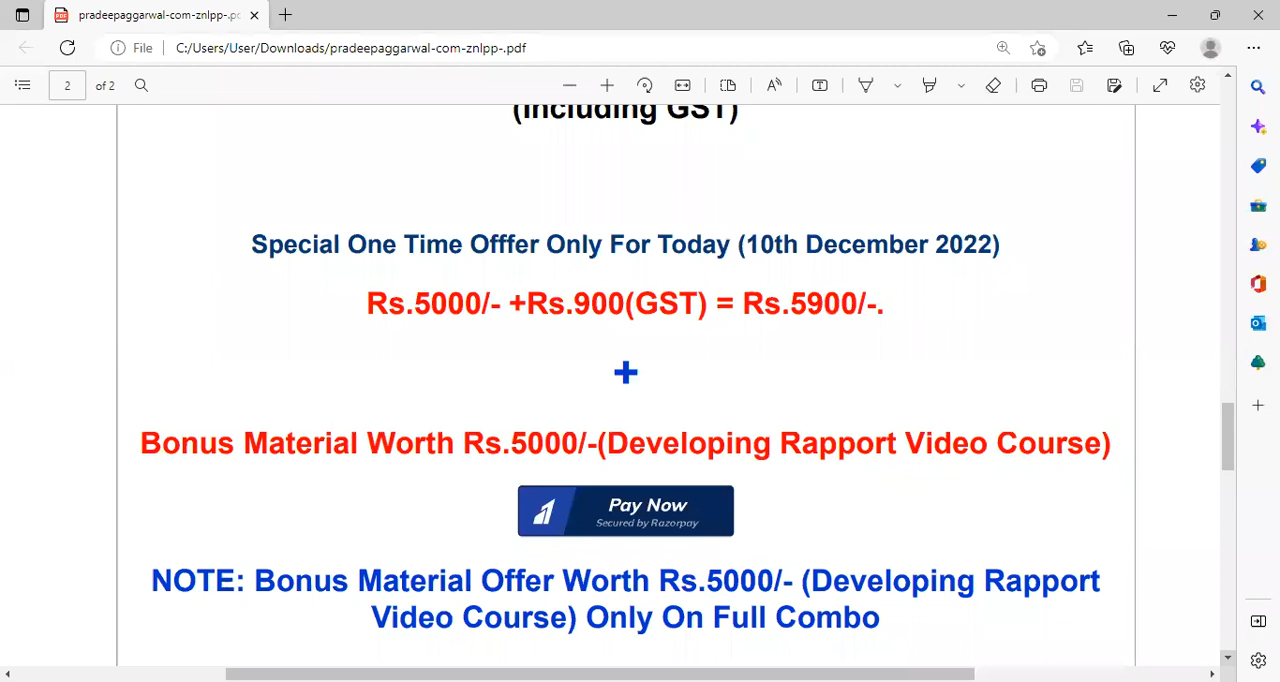 pradeepaggarwal-com-znlpp-.pd
File
C:/Users/User/Downloads/pradeepaggarwal-com-znlpp-.pdf
2
of 2
(Including GST)
Special One Time Offfer Only For Today (10th December 2022)
Rs.5000/- +Rs.900(GST) = Rs.5900/-.
+
Bonus Material Worth Rs.5000/-(Developing Rapport Video Course)
Pay Now
Secured by Razorpay
NOTE: Bonus Material Offer Worth Rs.5000/- (Developing Rapport
Video Course) Only On Full Combo